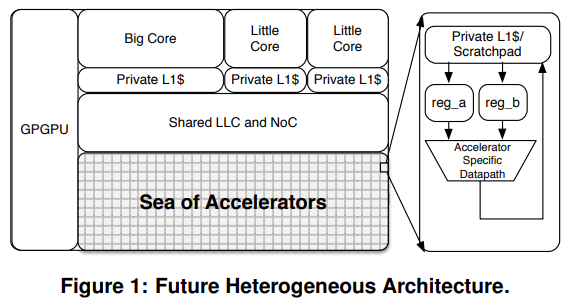 GPGPU
Big Core
Little
Core
Little
Core
Private L1$
Private L1$
Private L1$
Shared LLC and NoC
Sea of Accelerators
Private L1$/
Scratchpad
reg_a
reg_b
Accelerator
Specific
Datapath
Figure 1: Future Heterogeneous Architecture.